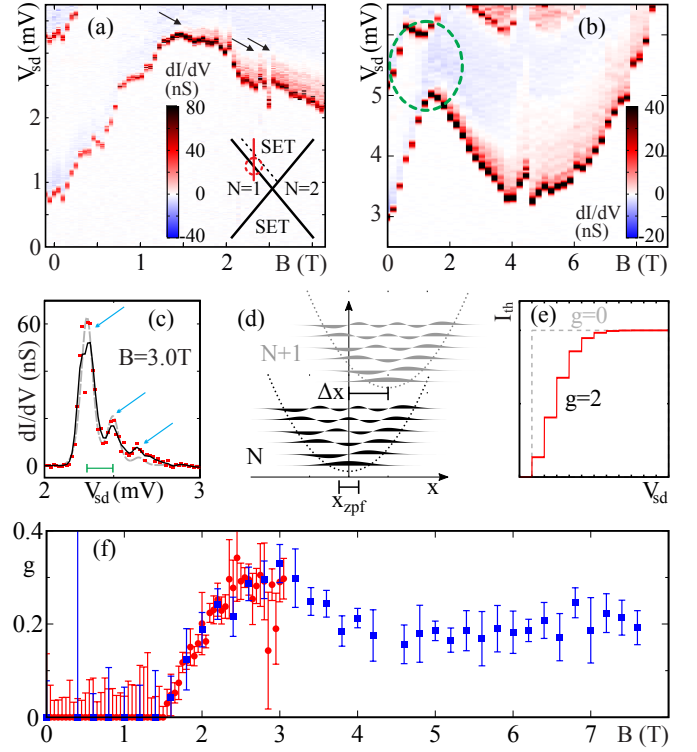 (a)
V_sd (mV)
3
2
1
0
dI/dV
(nS)
80
0
-40
SET
N=1
N=2
SET
0
1
2
B (T)
(b)
V_sd (mV)
6
5
4
3
40
20
0
-20
dI/dV
(nS)
0
2
4
6
B (T)
(c)
dI/dV (nS)
60
40
20
0
B=3.0T
2
V_sd (mV)
3
(d)
N+1
Δx
N
x
x_zpf
(e)
I_th
g=0
g=2
V_sd
(f)
g
0.4
0.2
0
0
1
2
3
4
5
6
7
B (T)